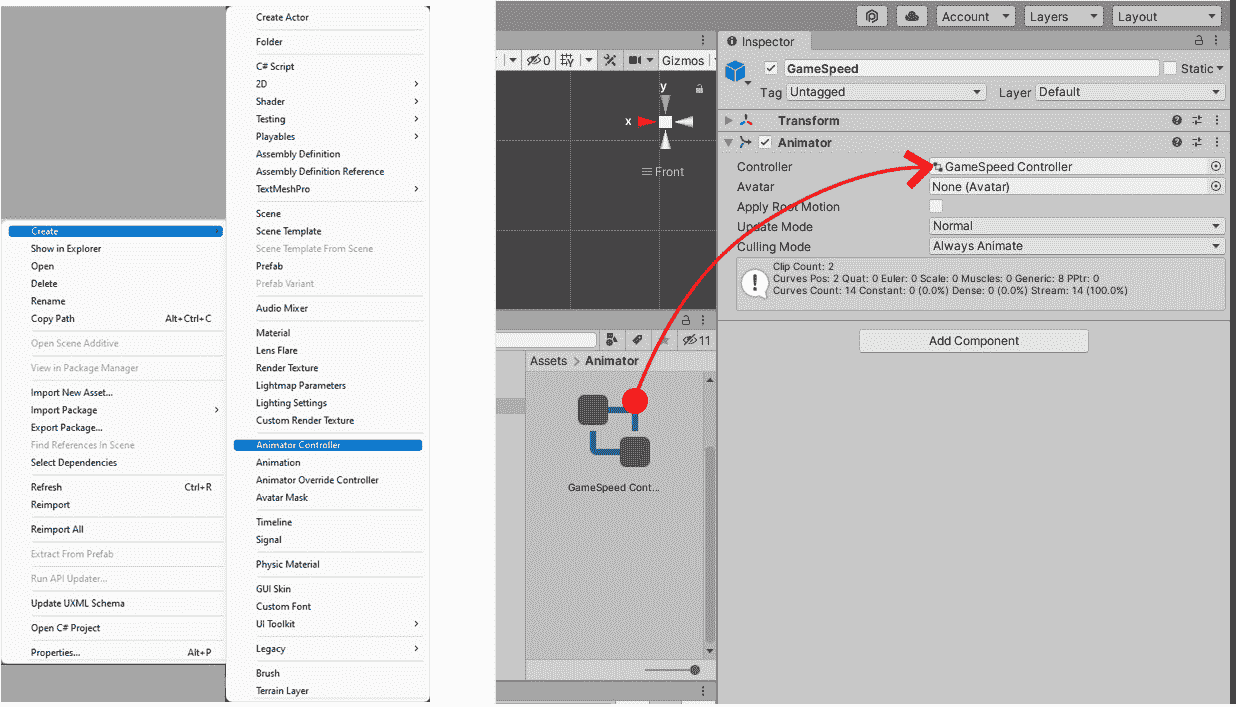 Create
Show in Explorer
Open
Delete
Rename
Copy Path Alt+Ctrl+C
Open Scene Additive
View in Package Manager
Import New Asset...
Import Package
Export Package...
Find References In Scene
Select Dependencies
Refresh Ctrl+R
Reimport
Reimport All
Extract From Prefab
Run API Updater...
Update UXML Schema
Open C# Project
Properties... Alt+P
Create Actor
Folder
C# Script
2D
Shader
Testing
Playables
Assembly Definition
Assembly Definition Reference
TextMeshPro
Scene
Scene Template
Scene Template From Scene
Prefab
Prefab Variant
Audio Mixer
Material
Lens Flare
Render Texture
Lightmap Parameters
Lighting Settings
Custom Render Texture
Animator Controller
Animation
Animator Override Controller
Avatar Mask
Timeline
Signal
Physic Material
GUI Skin
Custom Font
UI Toolkit
Legacy
Brush
Terrain Layer
Account Layers Layout
0 Gizmos
y
x
Front
11
Assets > Animator
GameSpeed Cont...
Inspector
GameSpeed Static
Tag Untagged Layer Default
Transform
Animator
Controller GameSpeed Controller
Avatar None (Avatar)
Apply Root Motion
Update Mode Normal
Culling Mode Always Animate
Clip Count: 2
Curves Pos: 2 Quat: 0 Euler: 0 Scale: 0 Muscles: 0 Generic: 8 PPtr: 0
Curves Count: 14 Constant: 0 (0.0%) Dense: 0 (0.0%) Stream: 14 (100.0%)
Add Component